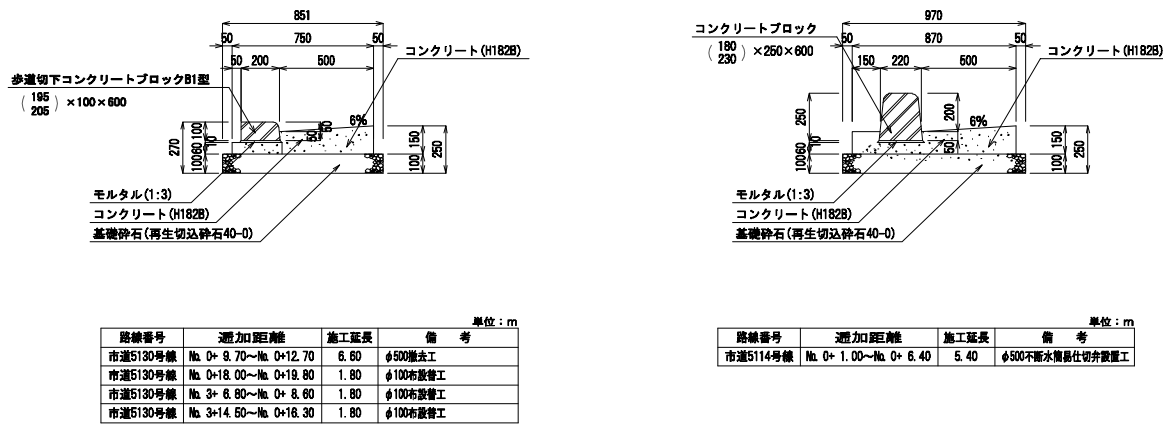 851
50
750
50
50
200
500
コンクリート(H182B)
歩道切下コンクリートブロックB1型
(195/205)×100×600
6%
270
100
10
60
100
50
50
150
100
250
モルタル(1:3)
コンクリート(H182B)
基礎砕石(再生切込砕石40-0)
970
50
870
50
150
220
600
コンクリートブロック
(180/230)×250×600
コンクリート(H182B)
6%
250
10
60
100
200
50
150
100
250
モルタル(1:3)
コンクリート(H182B)
基礎砕石(再生切込砕石40-0)
単位：m
路線番号 逓加距離 施工延長 備 考
市道5130号線 No. 0+ 9.70～No. 0+12.70 6.60 φ500撤去工
市道5130号線 No. 0+18.00～No. 0+19.80 1.80 φ100布設替工
市道5130号線 No. 3+ 6.80～No. 0+ 8.60 1.80 φ100布設替工
市道5130号線 No. 3+14.50～No. 0+16.30 1.80 φ100布設替工
単位：m
路線番号 逓加距離 施工延長 備 考
市道5114号線 No. 0+ 1.00～No. 0+ 6.40 5.40 φ500不断水簡易仕切弁設置工